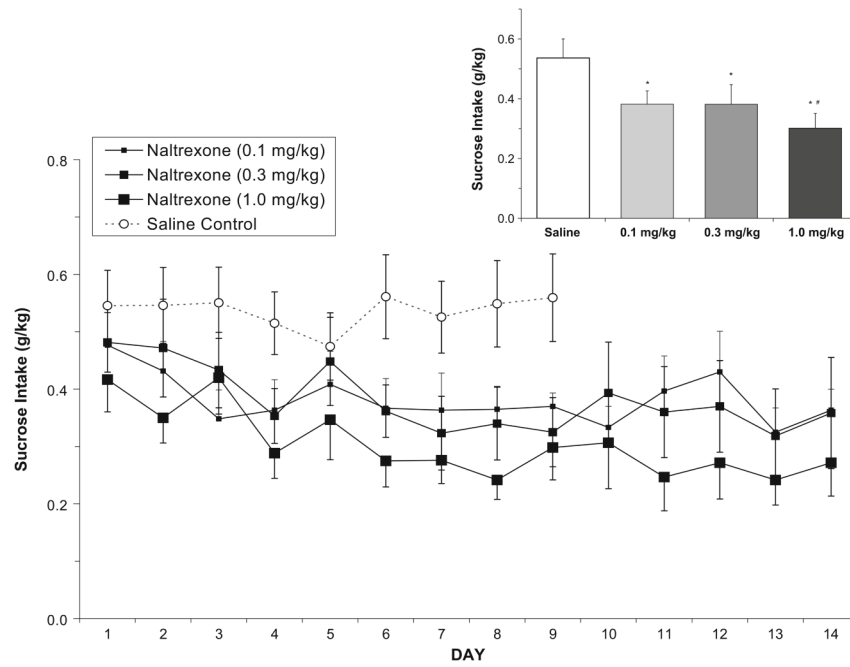 0.6
0.4
0.2
0.0
Sucrose Intake (g/kg)
*
*
* #
Saline
0.1 mg/kg
0.3 mg/kg
1.0 mg/kg
Naltrexone (0.1 mg/kg)
Naltrexone (0.3 mg/kg)
Naltrexone (1.0 mg/kg)
Saline Control
0.8
0.6
0.4
0.2
0.0
Sucrose Intake (g/kg)
1 2 3 4 5 6 7 8 9 10 11 12 13 14
DAY